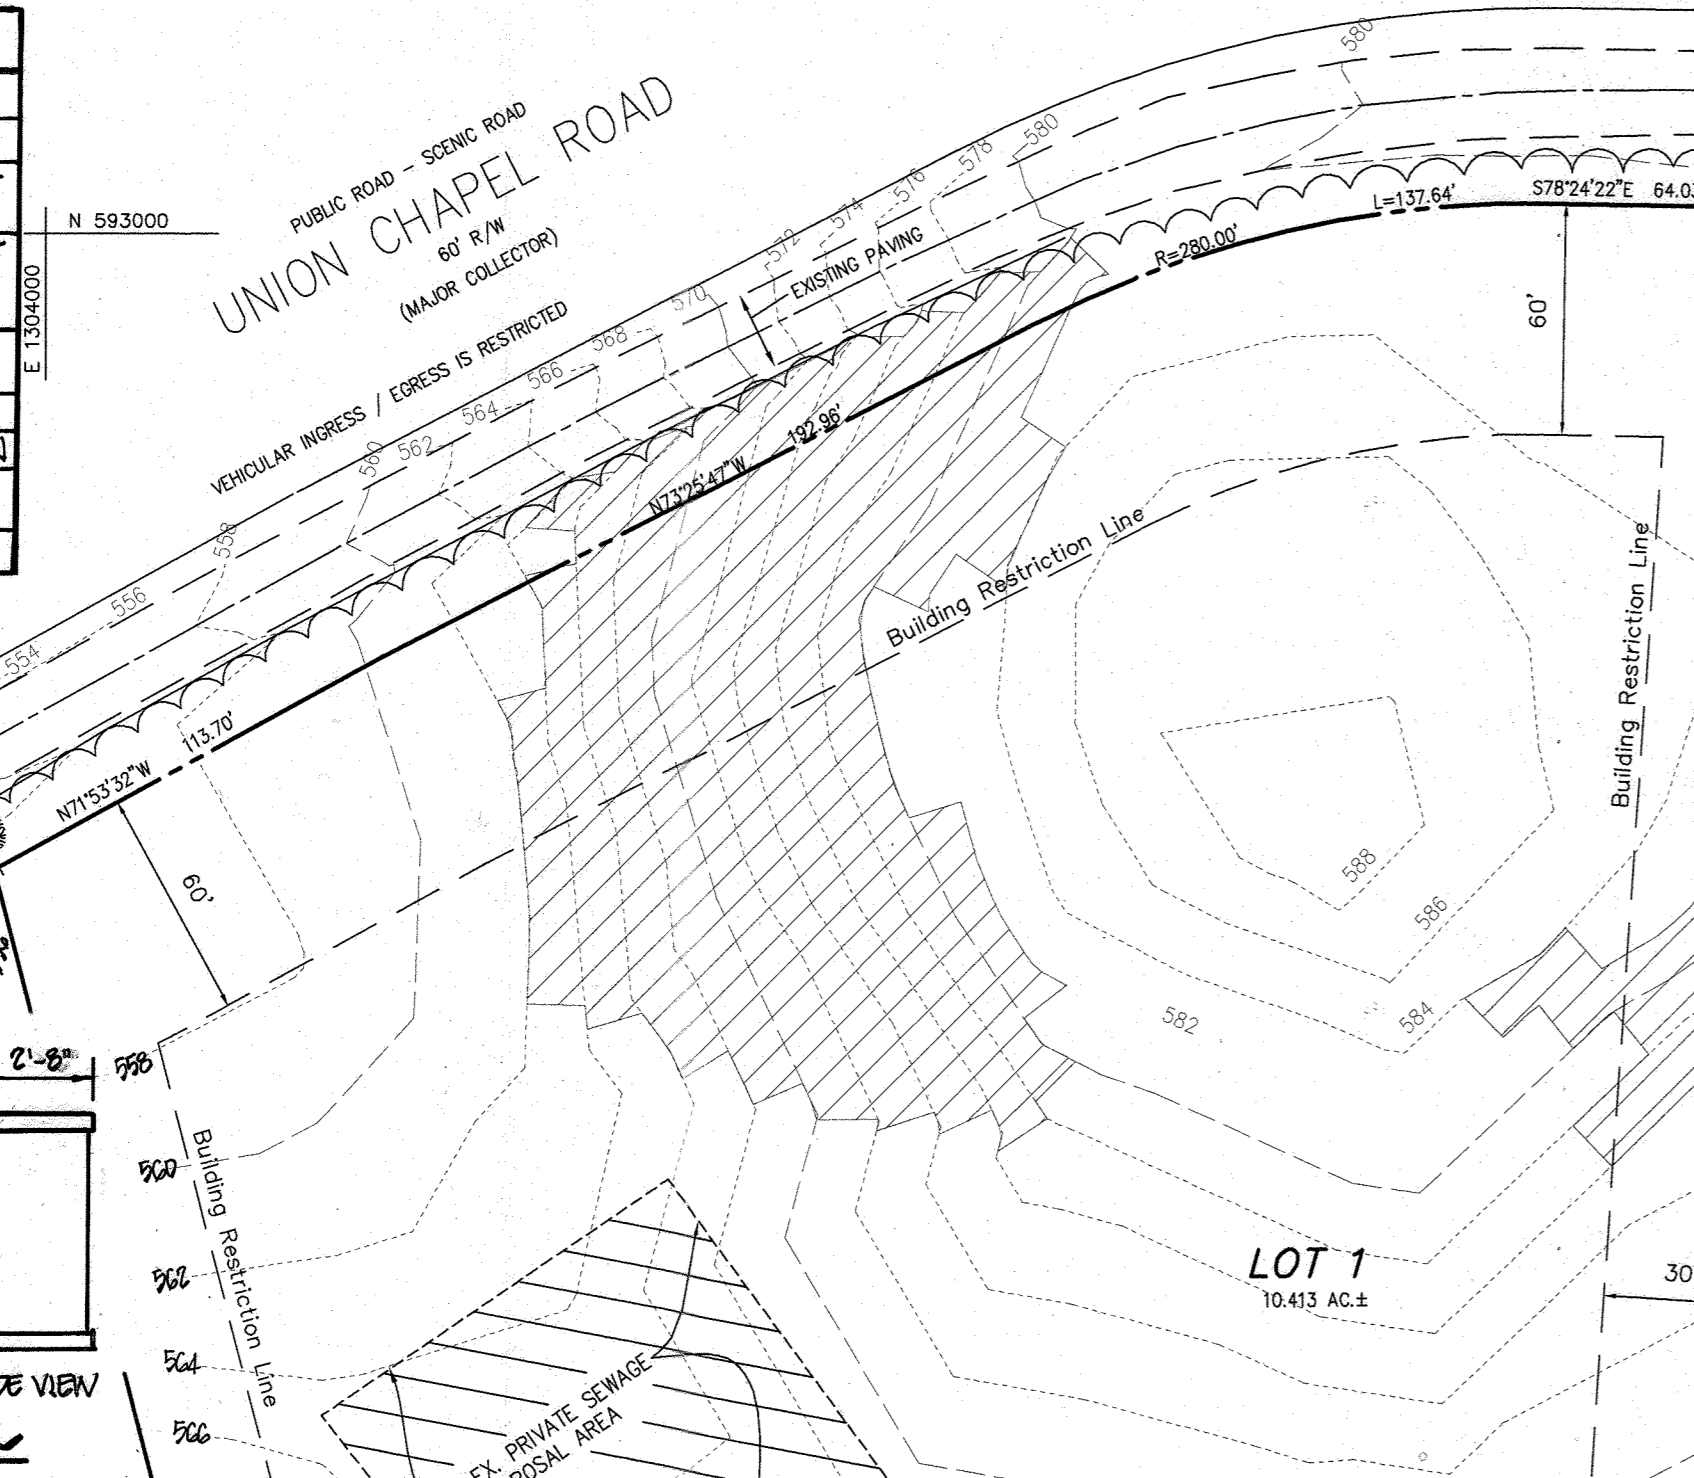 580
PUBLIC ROAD - SCENIC ROAD
UNION CHAPEL ROAD
60' R/W
(MAJOR COLLECTOR)
VEHICULAR INGRESS / EGRESS IS RESTRICTED
N 593000
E 1304000
580
578
576
574
572
570
568
566
564
562
560
558
556
554
EXISTING PAVING
L=137.64'
S78°24'22"E
R=280.00'
60'
192.96'
N73°25'47"W
113.70'
N71°53'32"W
60'
Building Restriction Line
Building Restriction Line
588
586
584
582
2'-8"
558
560
562
564
566
Building Restriction Line
VIEW
LOT 1
10.413 AC.±
30
EX. PRIVATE SEWAGE
AREA